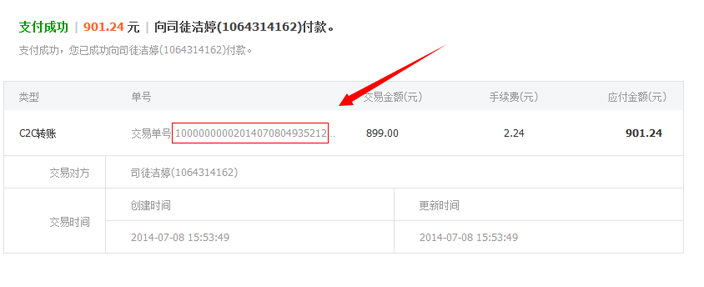 支付成功 | 901.24 元 | 向司徒洁婷(1064314162)付款。
支付成功，您已成功向司徒洁婷(1064314162)付款。
类型 单号 交易金额(元) 手续费(元) 应付金额(元)
C2C转账 交易单号 10000000002014070804935212... 899.00 2.24 901.24
交易对方 司徒洁婷(1064314162)
交易时间 创建时间 更新时间
2014-07-08 15:53:49 2014-07-08 15:53:49